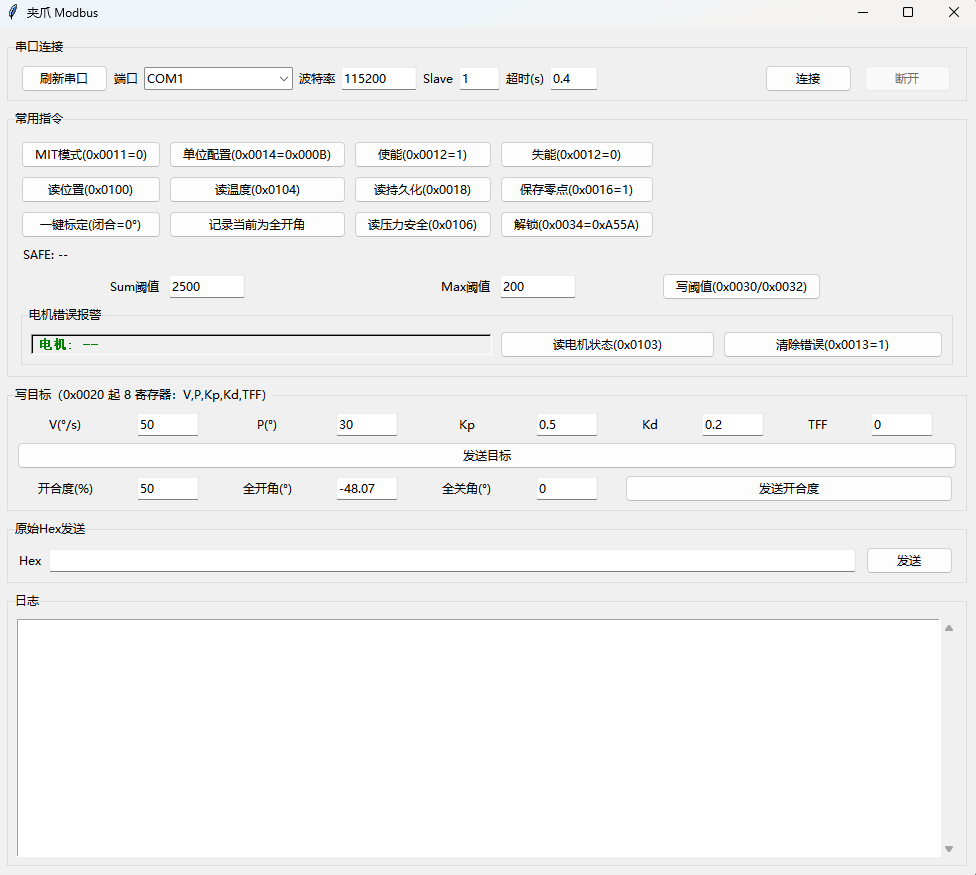 夹爪 Modbus
串口连接
刷新串口 端口 COM1 波特率 115200 Slave 1 超时(s) 0.4 连接 断开
常用指令
MIT模式(0x0011=0) 单位配置(0x0014=0x000B) 使能(0x0012=1) 失能(0x0012=0)
读位置(0x0100) 读温度(0x0104) 读持久化(0x0018) 保存零点(0x0016=1)
一键标定(闭合=0°) 记录当前为全开角 读压力安全(0x0106) 解锁(0x0034=0xA55A)
SAFE: --
Sum阈值 2500 Max阈值 200 写阈值(0x0030/0x0032)
电机错误报警
电机: -- 读电机状态(0x0103) 清除错误(0x0013=1)
写目标（0x0020 起 8 寄存器：V,P,Kp,Kd,TFF）
V(°/s) 50 P(°) 30 Kp 0.5 Kd 0.2 TFF 0
发送目标
开合度(%) 50 全开角(°) -48.07 全关角(°) 0 发送开合度
原始Hex发送
Hex 发送
日志